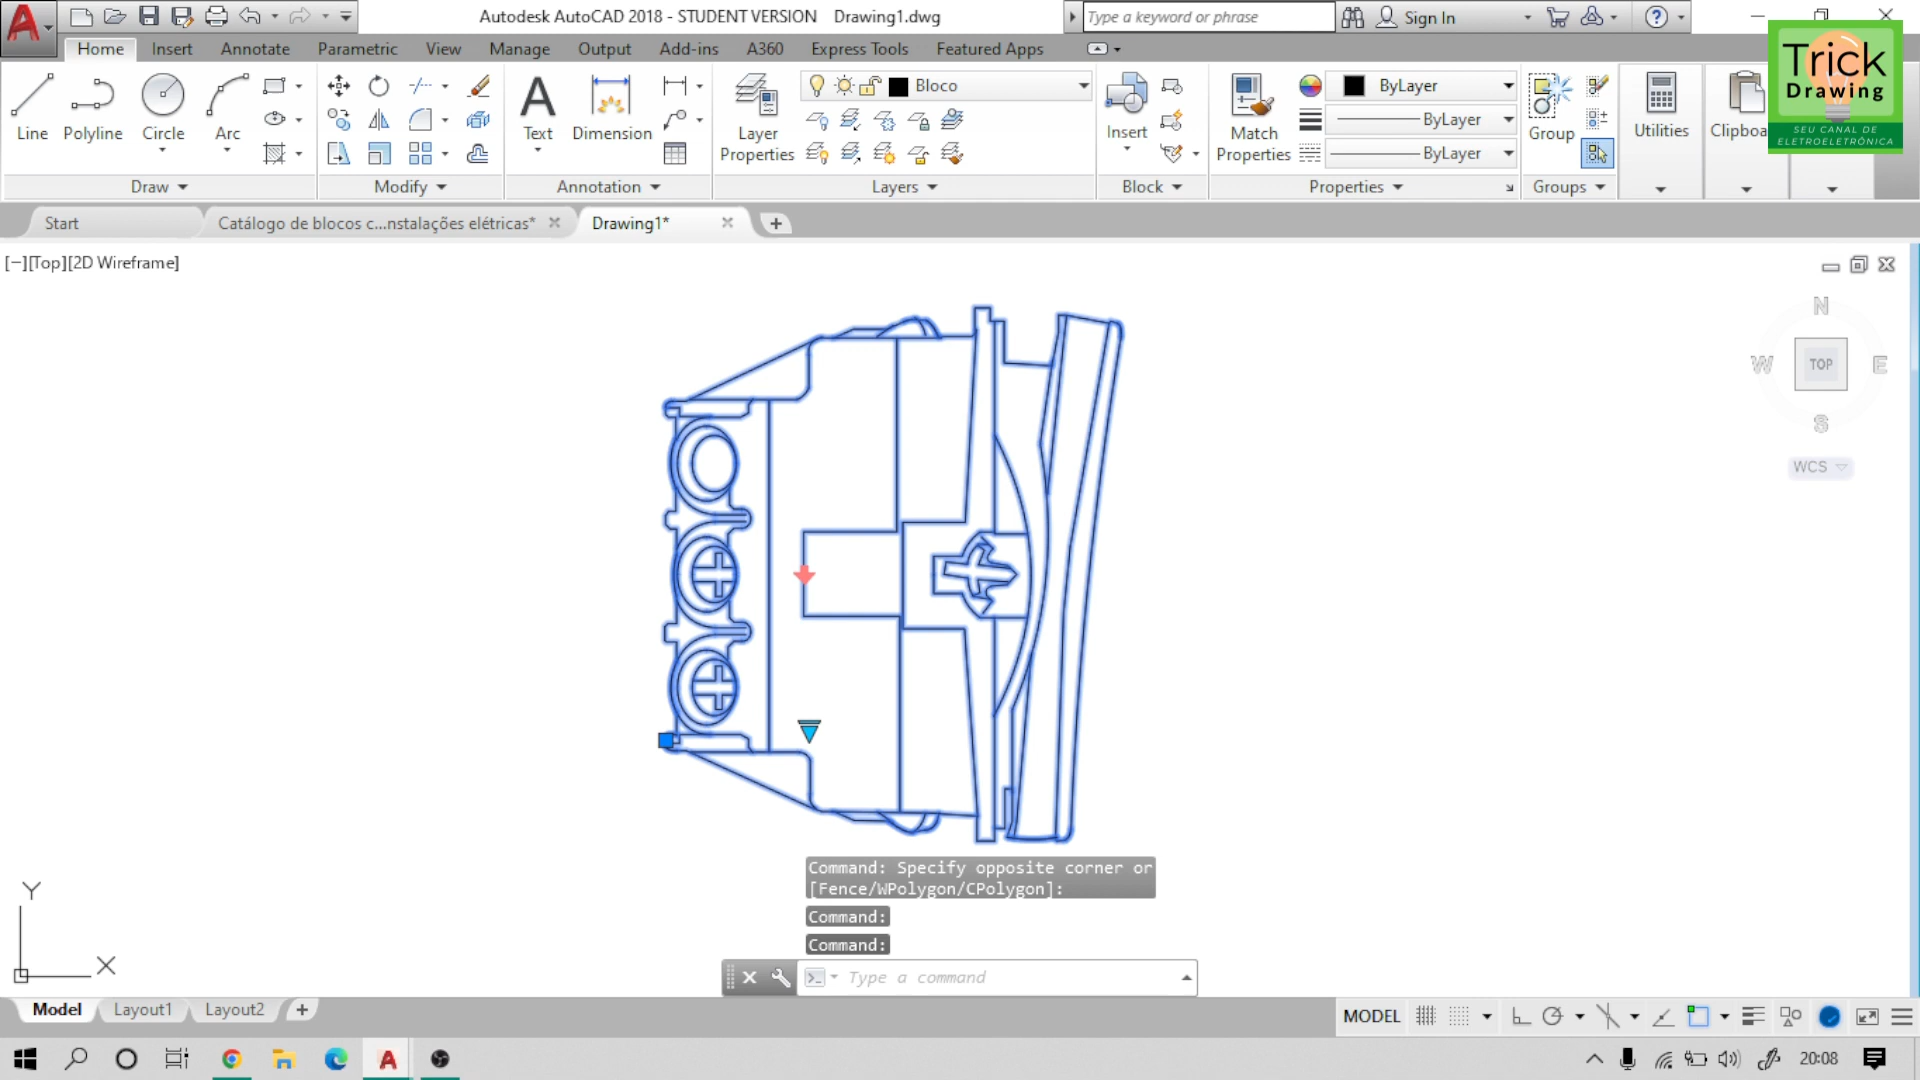 Autodesk AutoCAD 2018 - STUDENT VERSION Drawing1.dwg
Type a keyword or phrase
Sign In
Home Insert Annotate Parametric View Manage Output Add-ins A360 Express Tools Featured Apps
Trick
Drawing
SEU CANAL DE
ELETROELETRÔNICA
Line Polyline Circle Arc
Text Dimension
Layer
Properties
Bloco
Insert
Match
Properties
ByLayer
ByLayer
ByLayer
Group
Utilities
Clipboa
Draw Modify Annotation Layers Block Properties Groups
Start
Catálogo de blocos c...nstalações elétricas*
Drawing1*
[−][Top][2D Wireframe]
N
W TOP E
S
WCS
Command: Specify opposite corner or
[Fence/WPolygon/CPolygon]:
Command:
Command:
Y
X
Type a command
Model Layout1 Layout2
MODEL
20:08